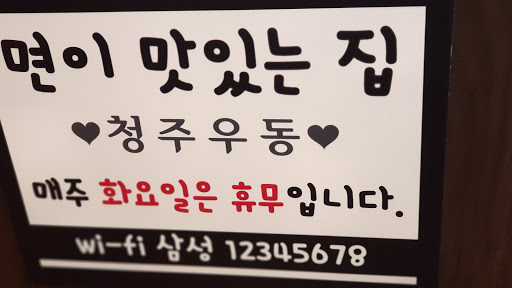 면이 맛있는 집
♥청주우동♥
매주 화요일은 휴무입니다.
wi-fi 삼성 12345678